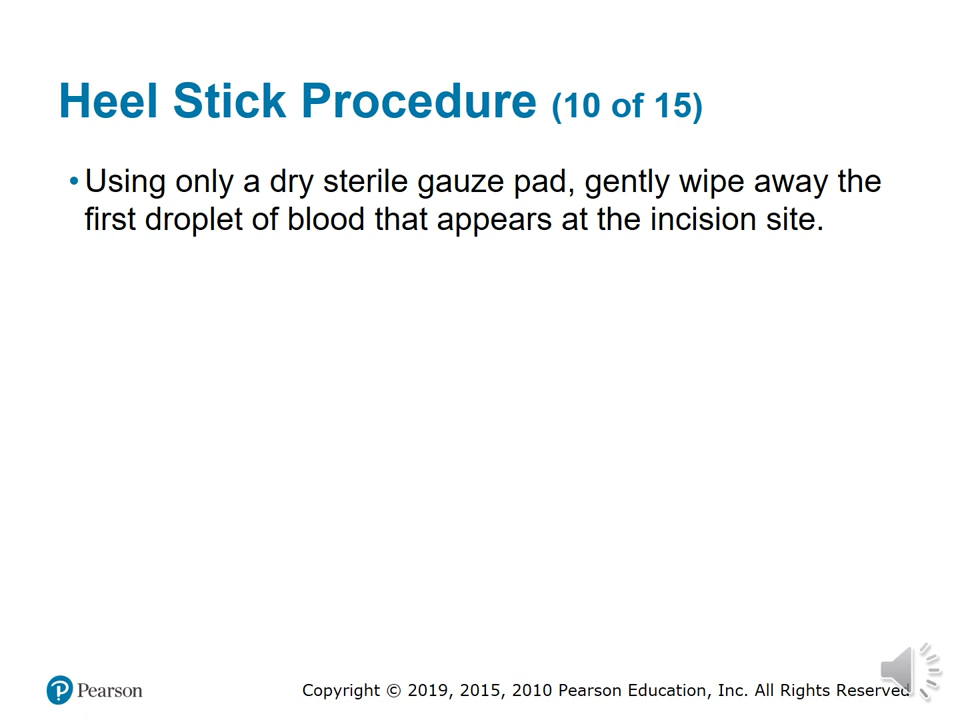 Heel Stick Procedure (10 of 15)
• Using only a dry sterile gauze pad, gently wipe away the
first droplet of blood that appears at the incision site.
Pearson
Copyright © 2019, 2015, 2010 Pearson Education, Inc. All Rights Reserved